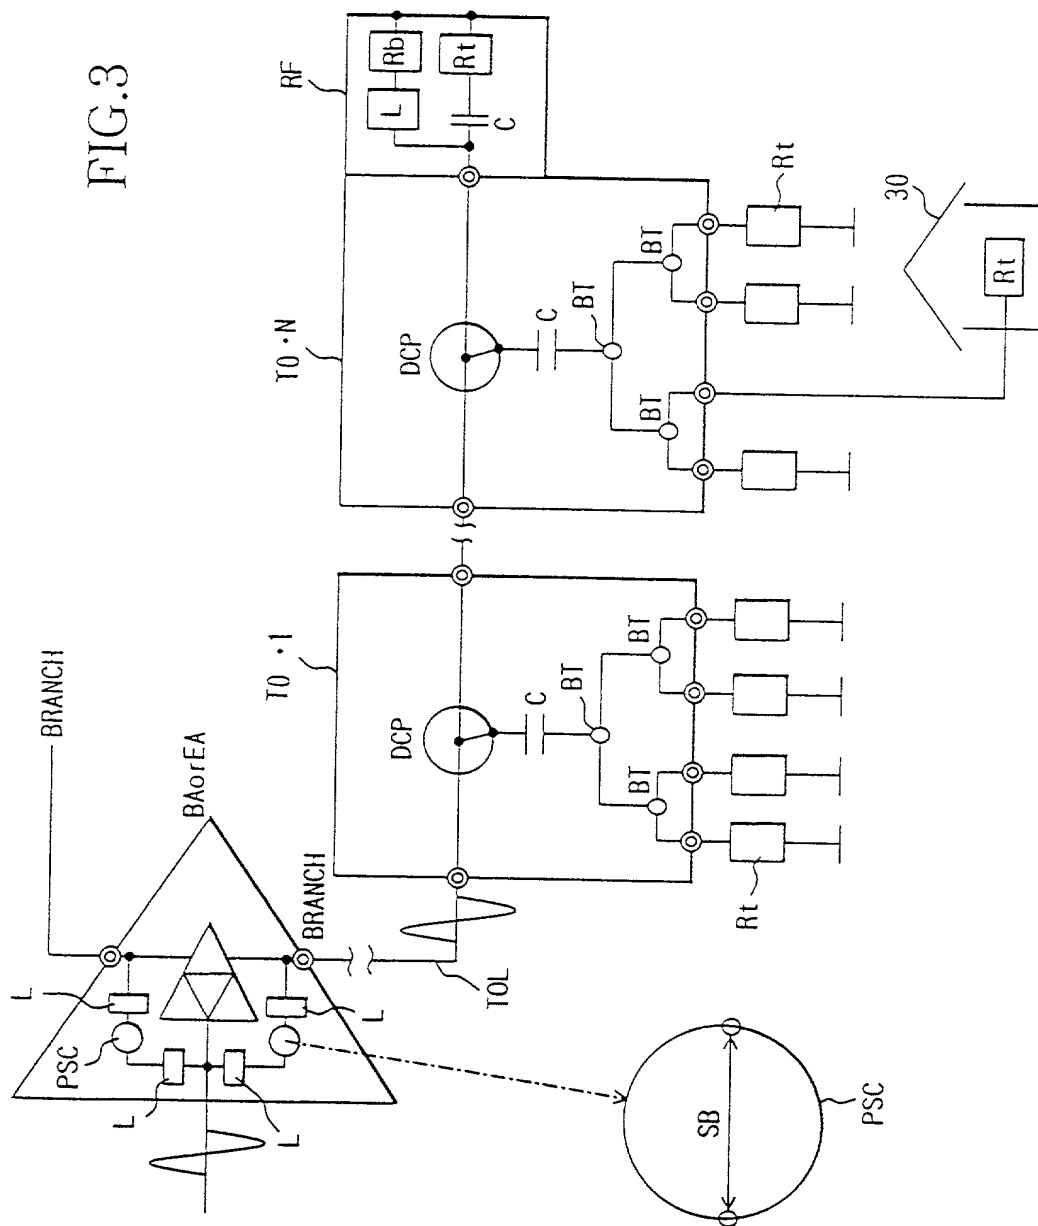 FIG.3
BRANCH
BAorEA
L
PSC
L
L
L
BRANCH
TOL
SB
PSC
TO·1
DCP
C
BT
BT
BT
Rt
TO·N
DCP
C
BT
BT
BT
Rt
RF
L
Rb
C
Rt
30
Rt